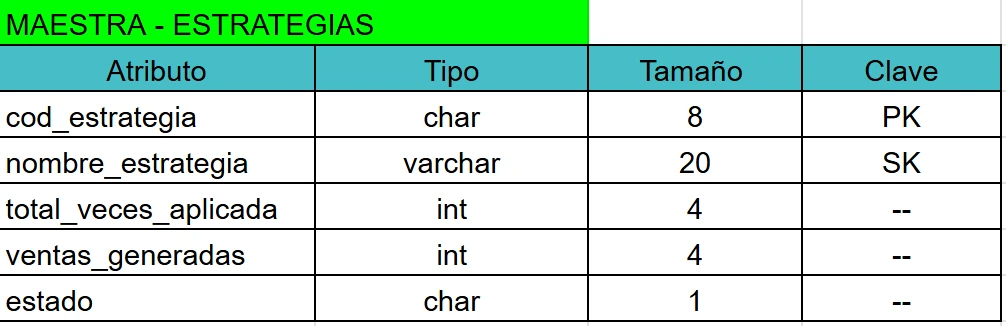 MAESTRA - ESTRATEGIAS
Atributo Tipo Tamaño Clave
cod_estrategia char 8 PK
nombre_estrategia varchar 20 SK
total_veces_aplicada int 4 --
ventas_generadas int 4 --
estado char 1 --